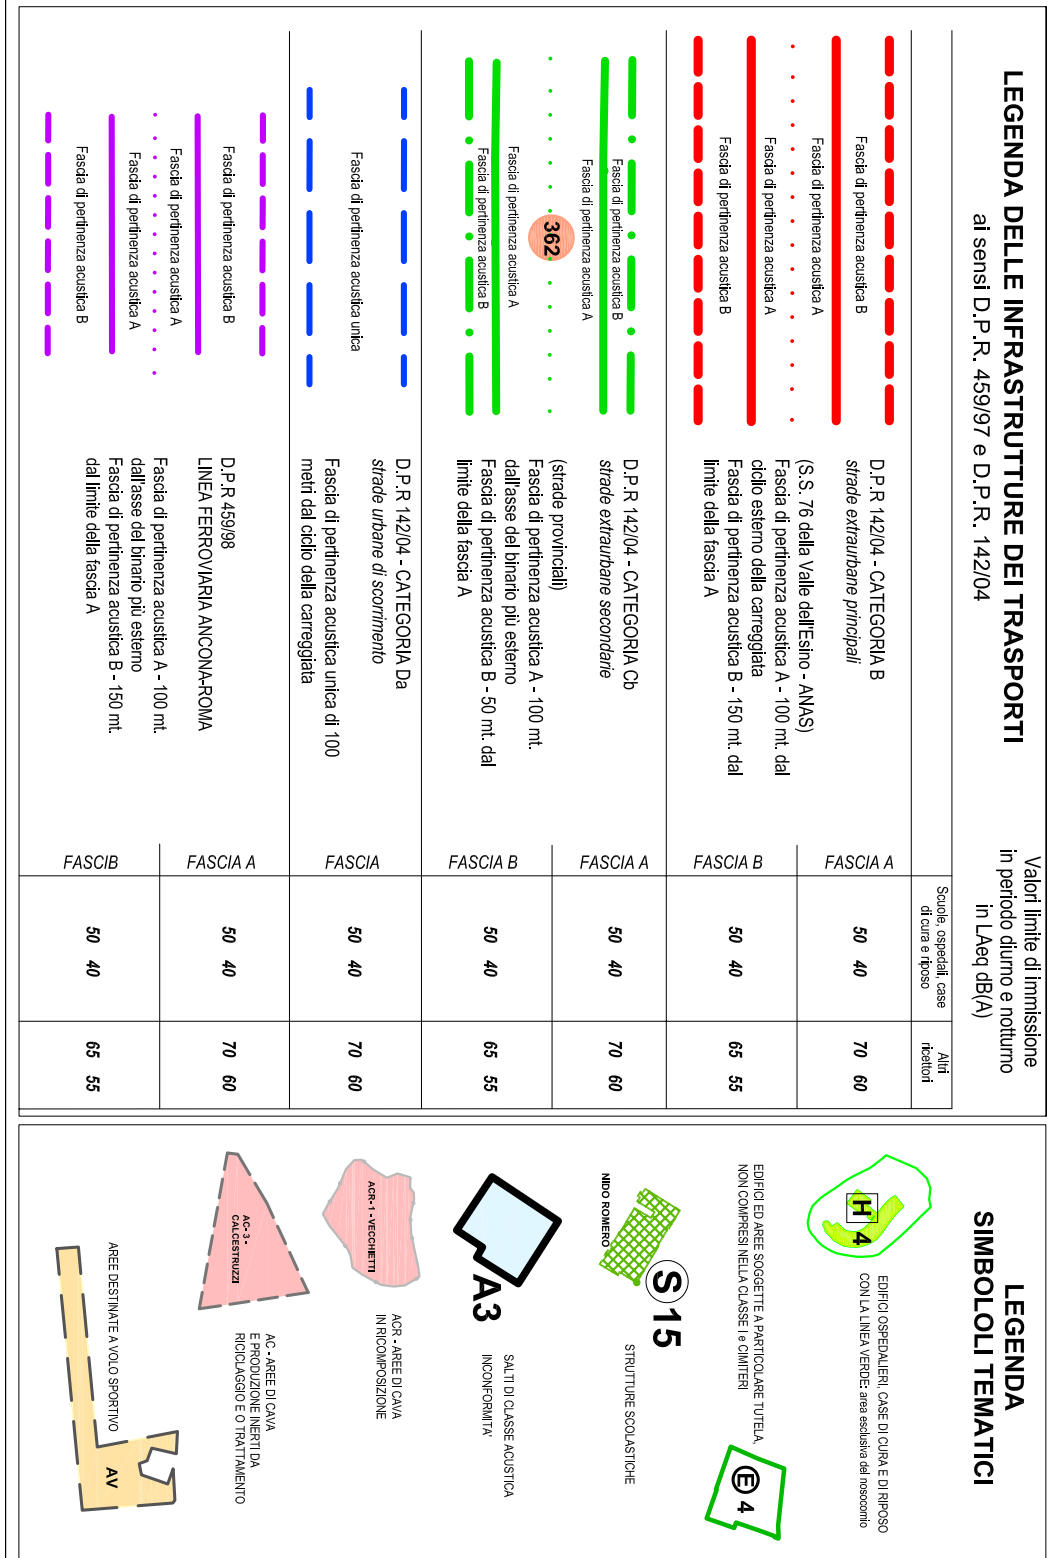 LEGENDA DELLE INFRASTRUTTURE DEI TRASPORTI
ai sensi D.P.R. 459/97 e D.P.R. 142/04
Valori limite di immissione
in periodo diurno e notturno
in LAeq dB(A)
Scuole, ospedali, case
di cura e riposo
Altri
ricettori
Fascia di pertinenza acustica B
Fascia di pertinenza acustica A
Fascia di pertinenza acustica A
Fascia di pertinenza acustica B
D.P.R 142/04 - CATEGORIA B
strade extraurbane principali
(S.S. 76 della Valle dell'Esino - ANAS)
Fascia di pertinenza acustica A - 100 mt. dal
ciclio esterno della carreggiata
Fascia di pertinenza acustica B - 150 mt. dal
limite della fascia A
FASCIA A
50 40
70 60
FASCIA B
50 40
65 55
Fascia di pertinenza acustica B
Fascia di pertinenza acustica A
362
Fascia di pertinenza acustica A
Fascia di pertinenza acustica B
D.P.R 142/04 - CATEGORIA Cb
strade extraurbane secondarie
(strade provinciali)
Fascia di pertinenza acustica A - 100 mt.
dall'asse del binario più esterno
Fascia di pertinenza acustica B - 50 mt. dal
limite della fascia A
FASCIA A
50 40
70 60
FASCIA B
50 40
65 55
Fascia di pertinenza acustica unica
D.P.R 142/04 - CATEGORIA Da
strade urbane di scorrimento
Fascia di pertinenza acustica unica di 100
metri dal ciclio della carreggiata
FASCIA
50 40
70 60
Fascia di pertinenza acustica B
Fascia di pertinenza acustica A
Fascia di pertinenza acustica A
Fascia di pertinenza acustica B
D.P.R 459/98
LINEA FERROVIARIA ANCONA-ROMA
Fascia di pertinenza acustica A - 100 mt.
dall'asse del binario più esterno
Fascia di pertinenza acustica B - 150 mt.
dal limite della fascia A
FASCIA A
50 40
70 60
FASCIB
50 40
65 55
LEGENDA
SIMBOLOLI TEMATICI
H 4
EDIFICI OSPEDALIERI, CASE DI CURA E DI RIPOSO
CON LA LINEA VERDE: area esclusiva del nosocomio
EDIFICI ED AREE SOGGETTE A PARTICOLARE TUTELA,
NON COMPRESI NELLA CLASSE I e CIMITERI
E 4
NIDO ROMERO
S 15
STRUTTURE SCOLASTICHE
A3
SALTI DI CLASSE ACUSTICA
INCONFORMITA'
ACR-1 - VECCHIETTI
ACR - AREE DI CAVA
IN RICOMPOSIZIONE
AC- 3 -
CALCESTRUZZI
AC - AREE DI CAVA
E PRODUZIONE INERTI DA
RICICLAGGIO E O TRATTAMENTO
AREE DESTINATE A VOLO SPORTIVO
AV